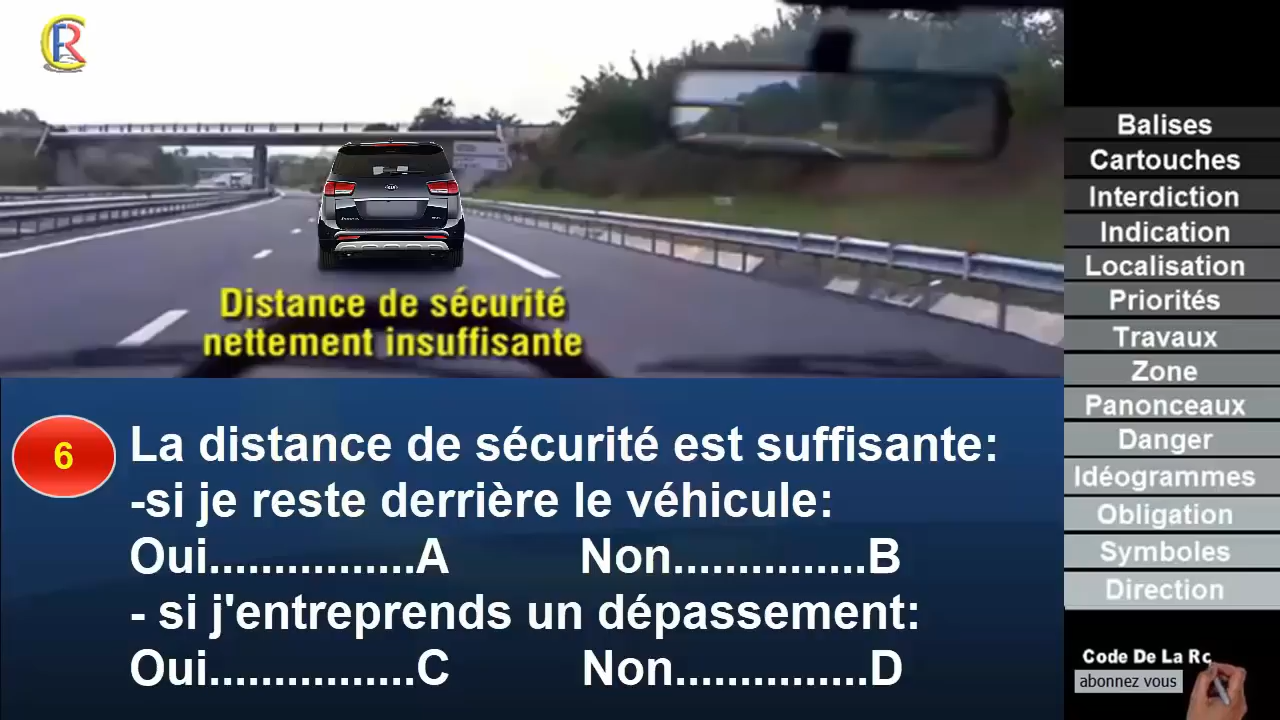 Distance de sécurité
nettement insuffisante
6
La distance de sécurité est suffisante:
-si je reste derrière le véhicule:
Oui................A Non...............B
- si j'entreprends un dépassement:
Oui................C Non...............D
Balises
Cartouches
Interdiction
Indication
Localisation
Priorités
Travaux
Zone
Panonceaux
Danger
Idéogrammes
Obligation
Symboles
Direction
Code De La Rc
abonnez vous